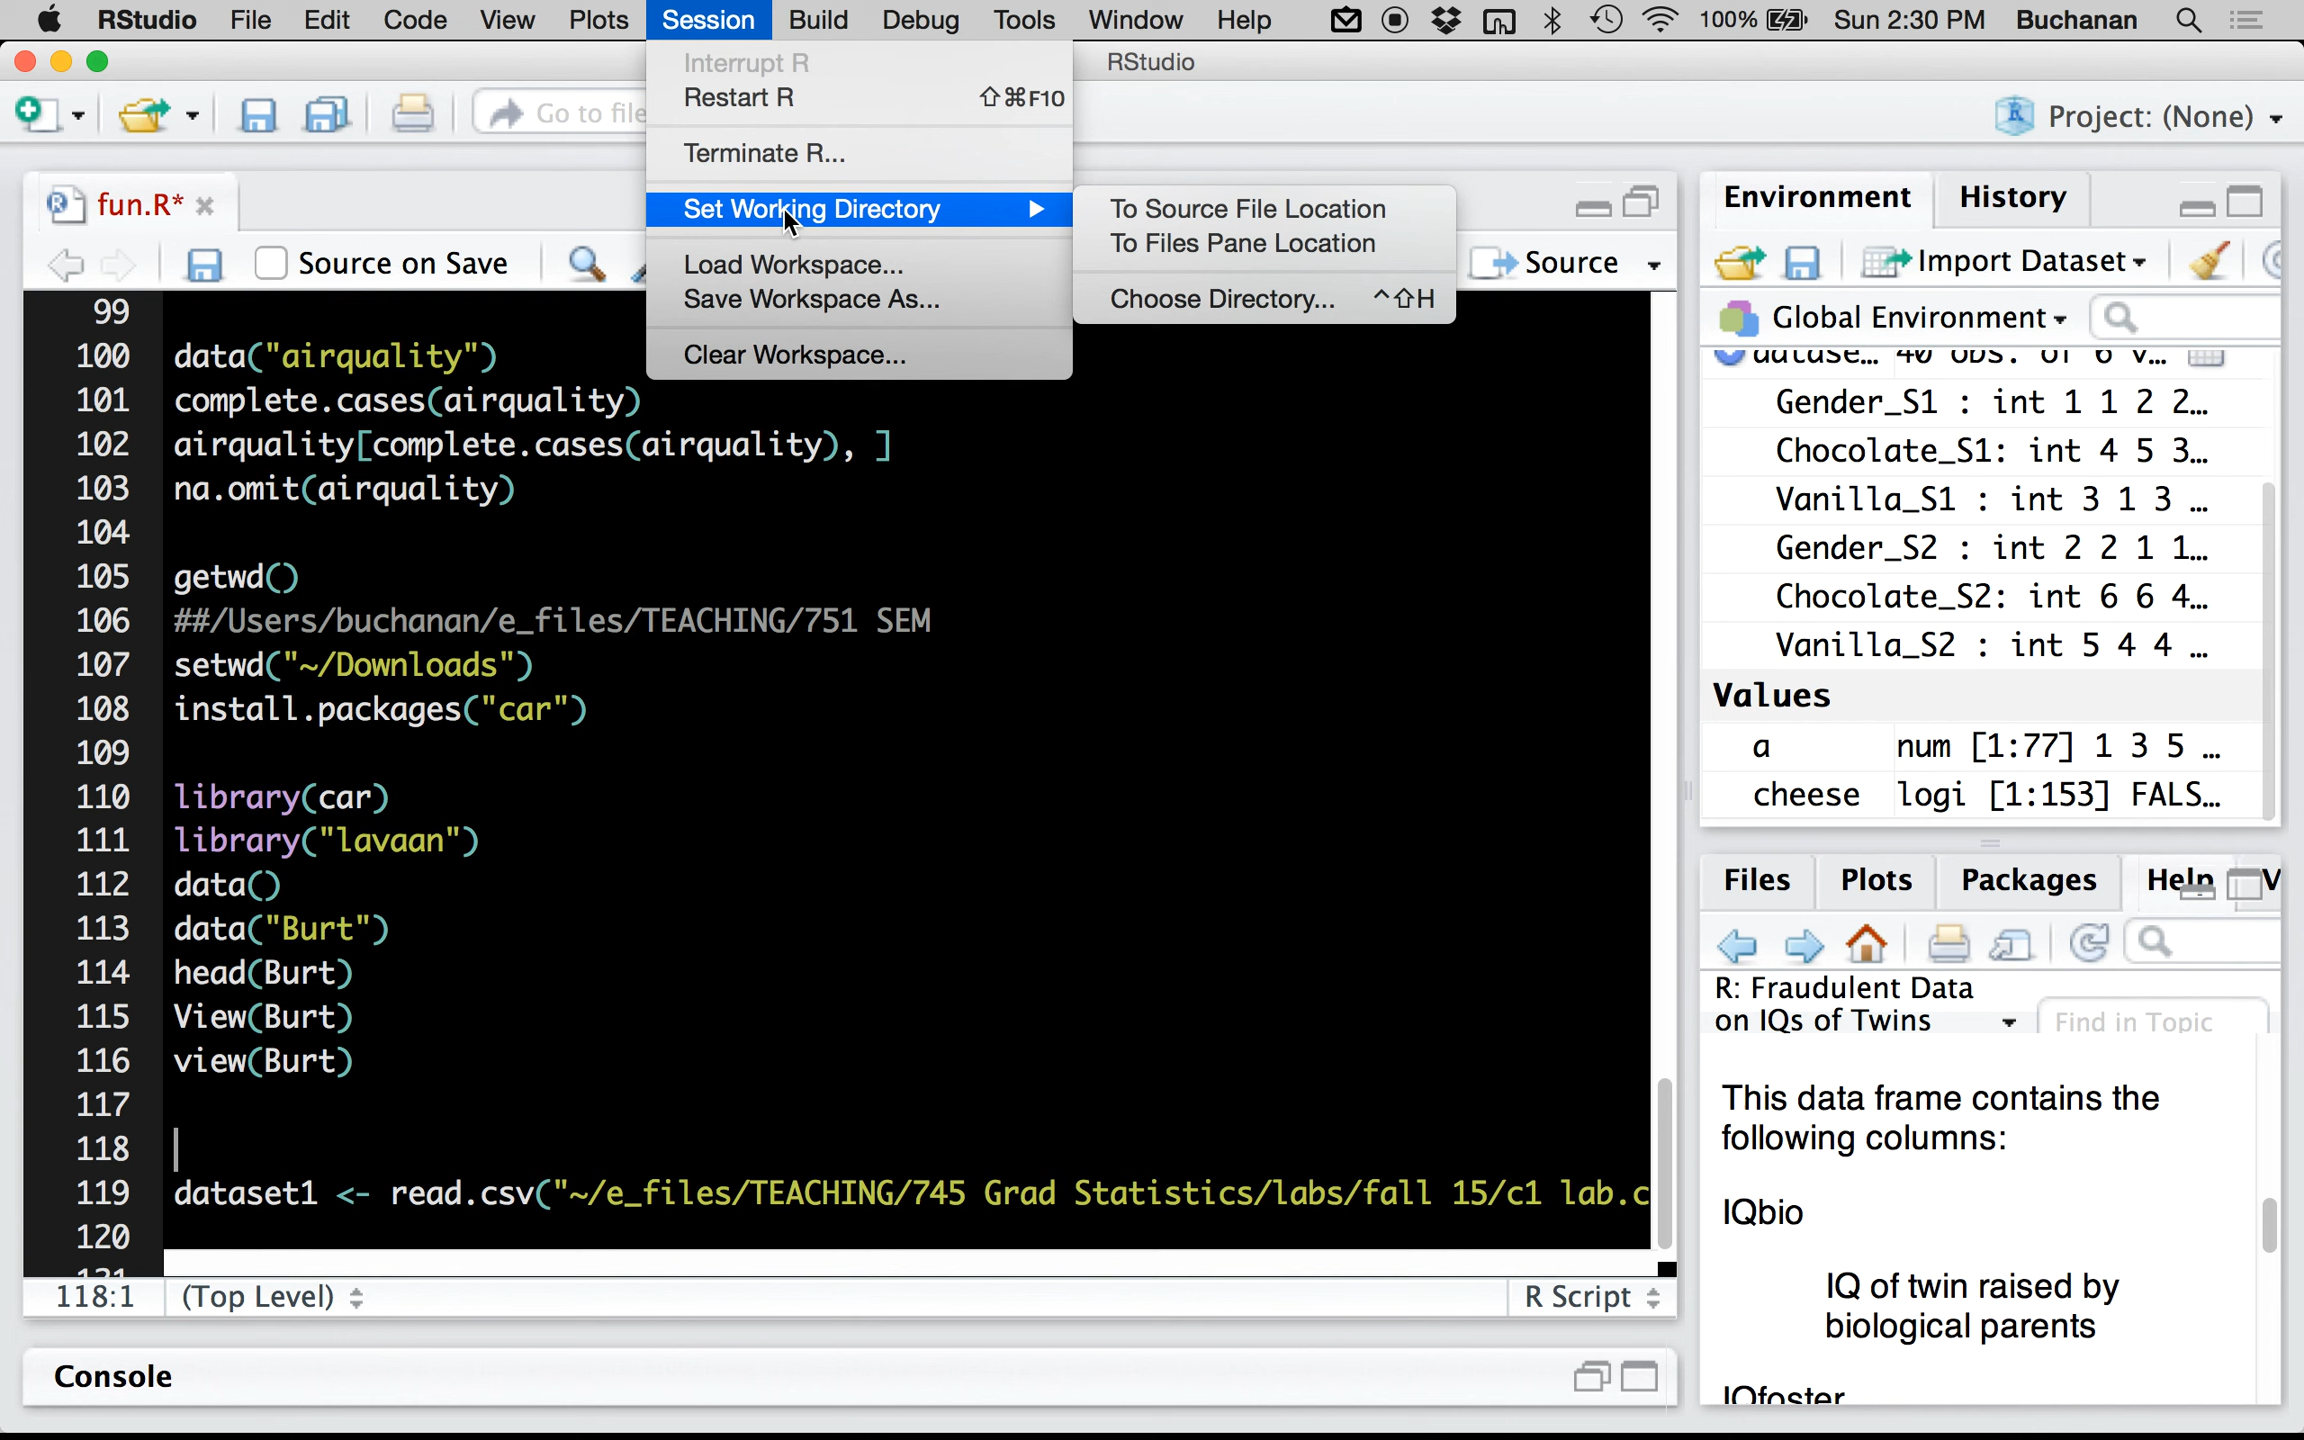 RStudio File Edit Code View Plots Session Build Debug Tools Window Help 100% Sun 2:30 PM Buchanan
RStudio
Interrupt R
Restart R ⇧⌘F10
Terminate R...
Set Working Directory ▶
Load Workspace...
Save Workspace As...
Clear Workspace...
To Source File Location
To Files Pane Location
Choose Directory... ^⇧H
Go to file
Project: (None)
fun.R*
Source on Save
Source
99
100 data("airquality")
101 complete.cases(airquality)
102 airquality[complete.cases(airquality), ]
103 na.omit(airquality)
104
105 getwd()
106 ##/Users/buchanan/e_files/TEACHING/751 SEM
107 setwd("~/Downloads")
108 install.packages("car")
109
110 library(car)
111 library("lavaan")
112 data()
113 data("Burt")
114 head(Burt)
115 View(Burt)
116 view(Burt)
117
118
119 dataset1 <- read.csv("~/e_files/TEACHING/745 Grad Statistics/labs/fall 15/c1 lab.c
120
121
118:1 (Top Level) R Script
Console
Environment History
Import Dataset
Global Environment
datase... 40 obs. of 6 v...
Gender_S1 : int 1 1 2 2...
Chocolate_S1: int 4 5 3...
Vanilla_S1 : int 3 1 3 ...
Gender_S2 : int 2 2 1 1...
Chocolate_S2: int 6 6 4...
Vanilla_S2 : int 5 4 4 ...
Values
a num [1:77] 1 3 5 ...
cheese logi [1:153] FALS...
Files Plots Packages Help V
R: Fraudulent Data
on IQs of Twins
Find in Topic
This data frame contains the
following columns:
IQbio
IQ of twin raised by
biological parents
IQfoster